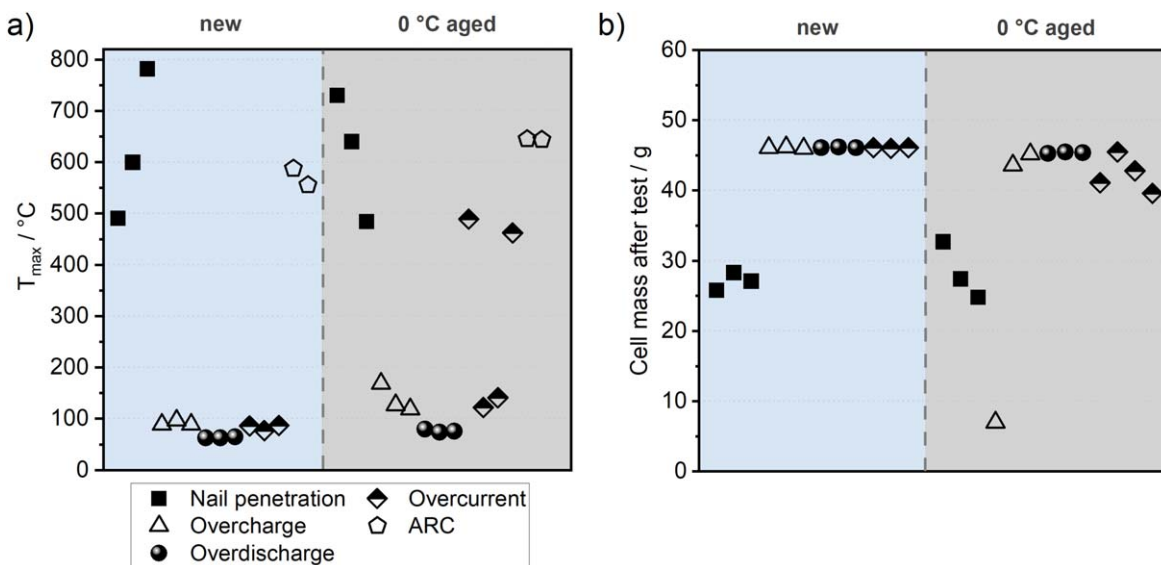 a)
new
0 °C aged
800
700
600
500
400
300
200
100
0
T_max / °C
Nail penetration
Overcharge
Overdischarge
Overcurrent
ARC
b)
new
0 °C aged
60
50
40
30
20
10
0
Cell mass after test / g